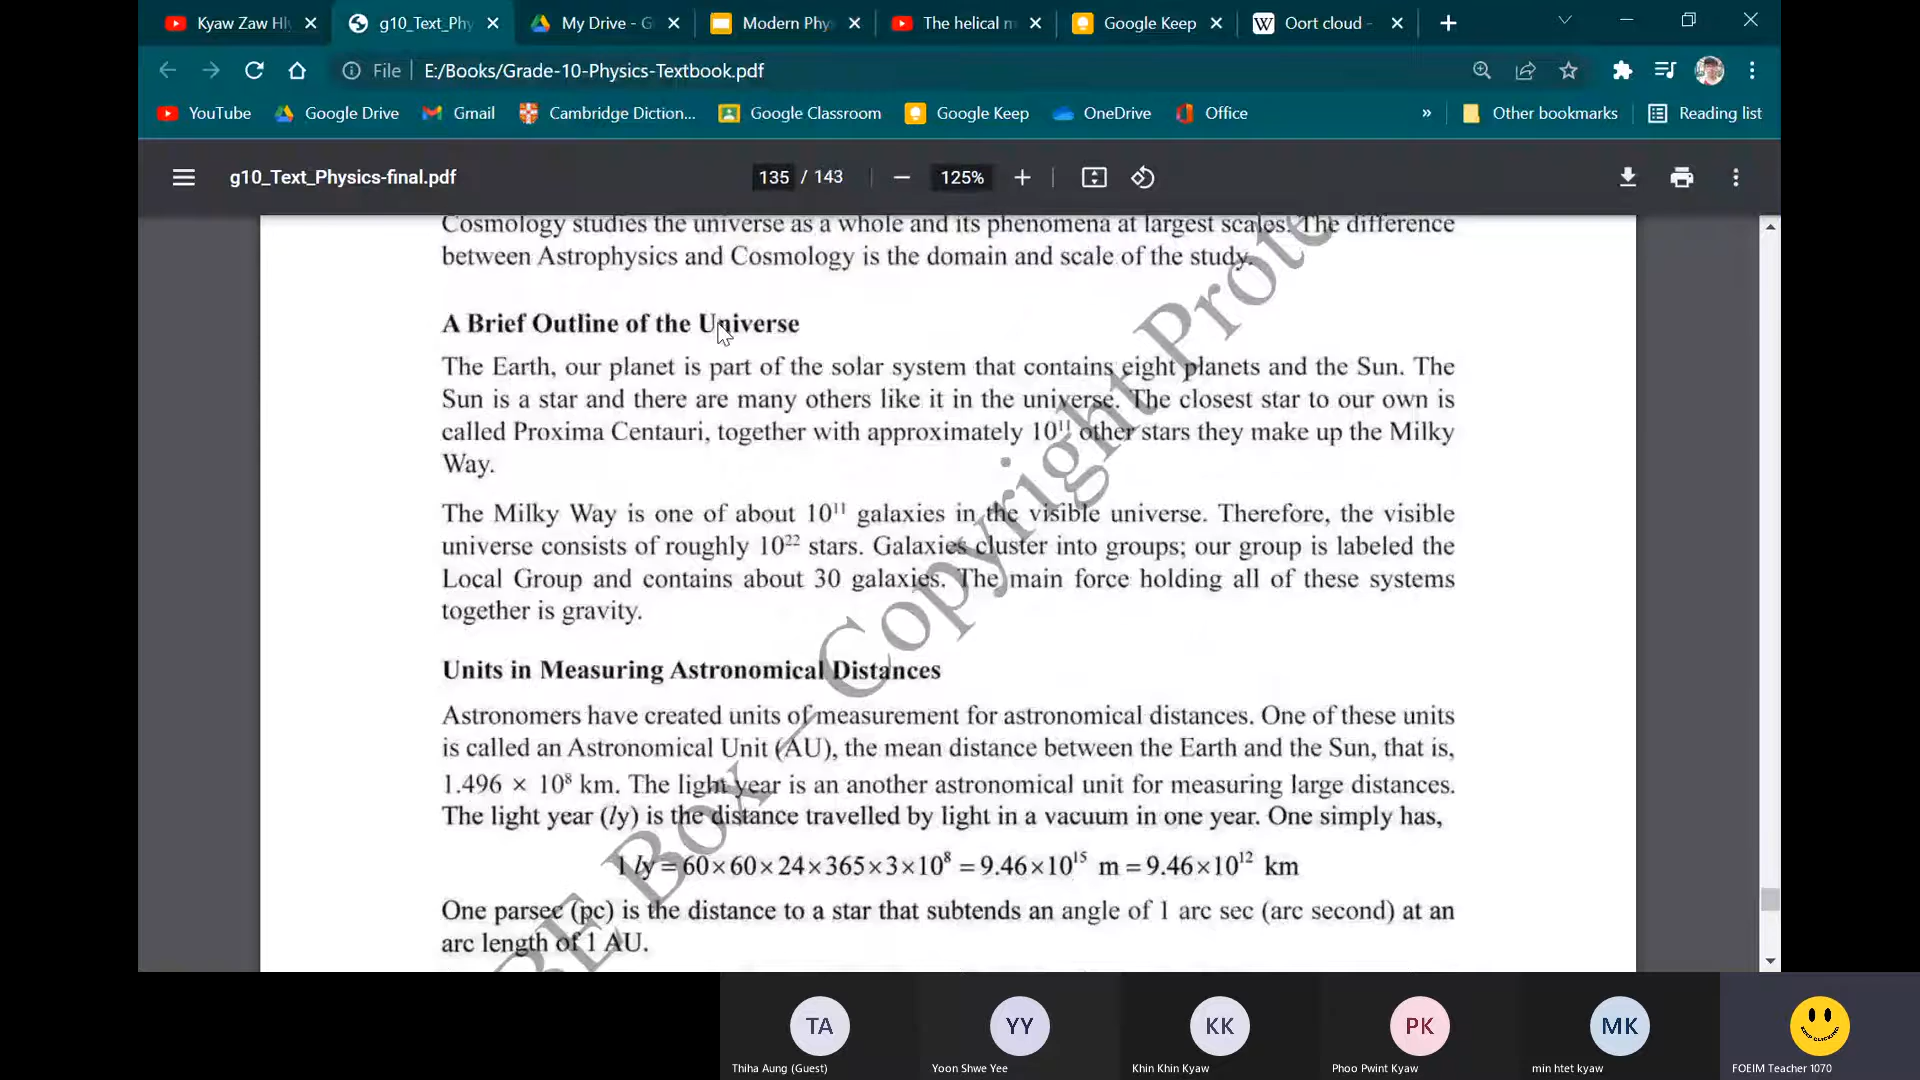 Kyaw Zaw Hl
g10_Text_Phy
My Drive - G
Modern Phy
The helical m
Google Keep
Oort cloud -
File
E:/Books/Grade-10-Physics-Textbook.pdf
YouTube
Google Drive
Gmail
Cambridge Diction...
Google Classroom
Google Keep
OneDrive
Office
»
Other bookmarks
Reading list
g10_Text_Physics-final.pdf
135 / 143
125%
Cosmology studies the universe as a whole and its phenomena at largest scales. The difference
between Astrophysics and Cosmology is the domain and scale of the study.
A Brief Outline of the Universe
The Earth, our planet is part of the solar system that contains eight planets and the Sun. The
Sun is a star and there are many others like it in the universe. The closest star to our own is
called Proxima Centauri, together with approximately 10¹¹ other stars they make up the Milky
Way.
The Milky Way is one of about 10¹¹ galaxies in the visible universe. Therefore, the visible
universe consists of roughly 10²² stars. Galaxies cluster into groups; our group is labeled the
Local Group and contains about 30 galaxies. The main force holding all of these systems
together is gravity.
Units in Measuring Astronomical Distances
Astronomers have created units of measurement for astronomical distances. One of these units
is called an Astronomical Unit (AU), the mean distance between the Earth and the Sun, that is,
1.496 × 10⁸ km. The light year is an another astronomical unit for measuring large distances.
The light year (ly) is the distance travelled by light in a vacuum in one year. One simply has,
1 ly = 60×60×24×365×3×10⁸ = 9.46×10¹⁵ m = 9.46×10¹² km
One parsec (pc) is the distance to a star that subtends an angle of 1 arc sec (arc second) at an
arc length of 1 AU.
BE Box – Copyright Prote
TA
YY
KK
PK
MK
Thiha Aung (Guest)
Yoon Shwe Yee
Khin Khin Kyaw
Phoo Pwint Kyaw
min htet kyaw
FOEIM Teacher 1070